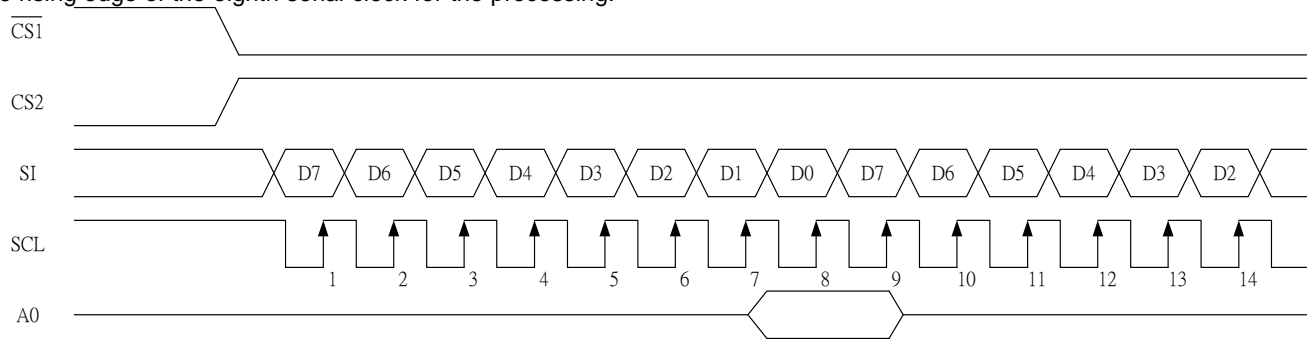 e rising edge of the eighth serial clock for the processing.
CS1
CS2
SI D7 D6 D5 D4 D3 D2 D1 D0 D7 D6 D5 D4 D3 D2
SCL
1 2 3 4 5 6 7 8 9 10 11 12 13 14
A0